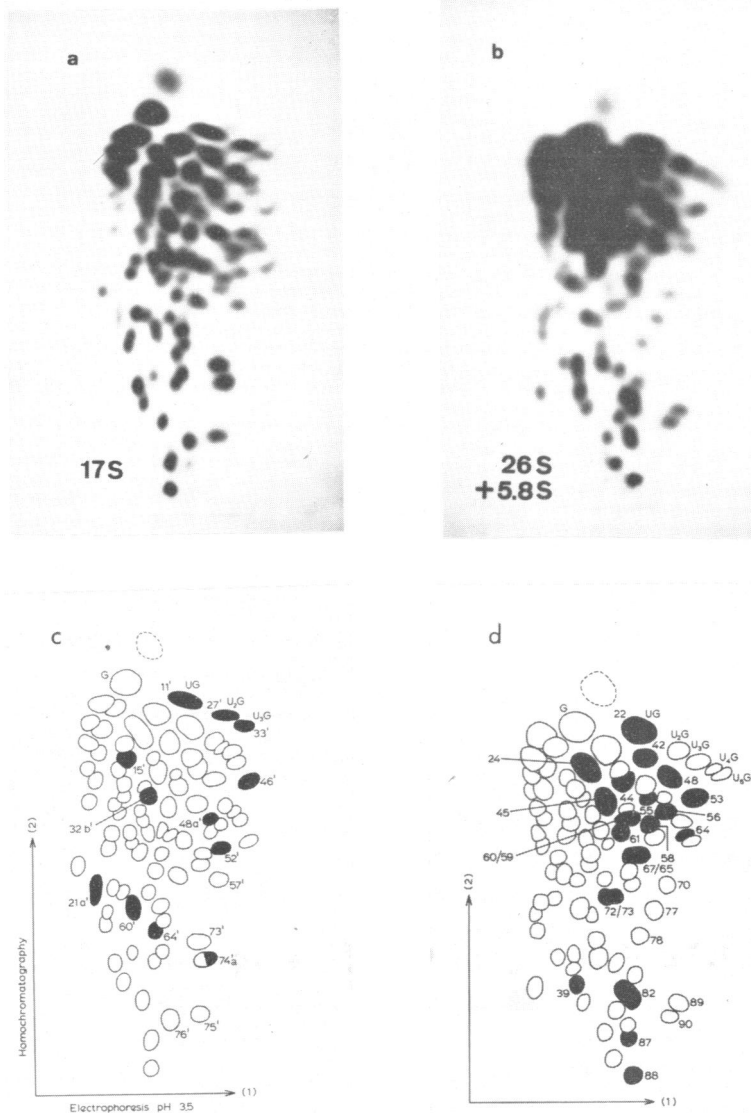 a
17S
b
26S
+5.8S
c
G
11'
UG
27'
U₂G
U₃G
33'
15'
46'
32 b'
48a'
52'
57'
21a'
60'
64'
73'
74'a
75'
76'
(2)
Homochromatography
(1)
Electrophoresis pH 3.5
d
G
22
UG
U₂G
U₃G
U₄G
U₅G
42
24
48
53
44
45
55
56
64
61
58
60/59
67/65
70
72/73
77
78
39
82
89
90
87
88
(2)
(1)